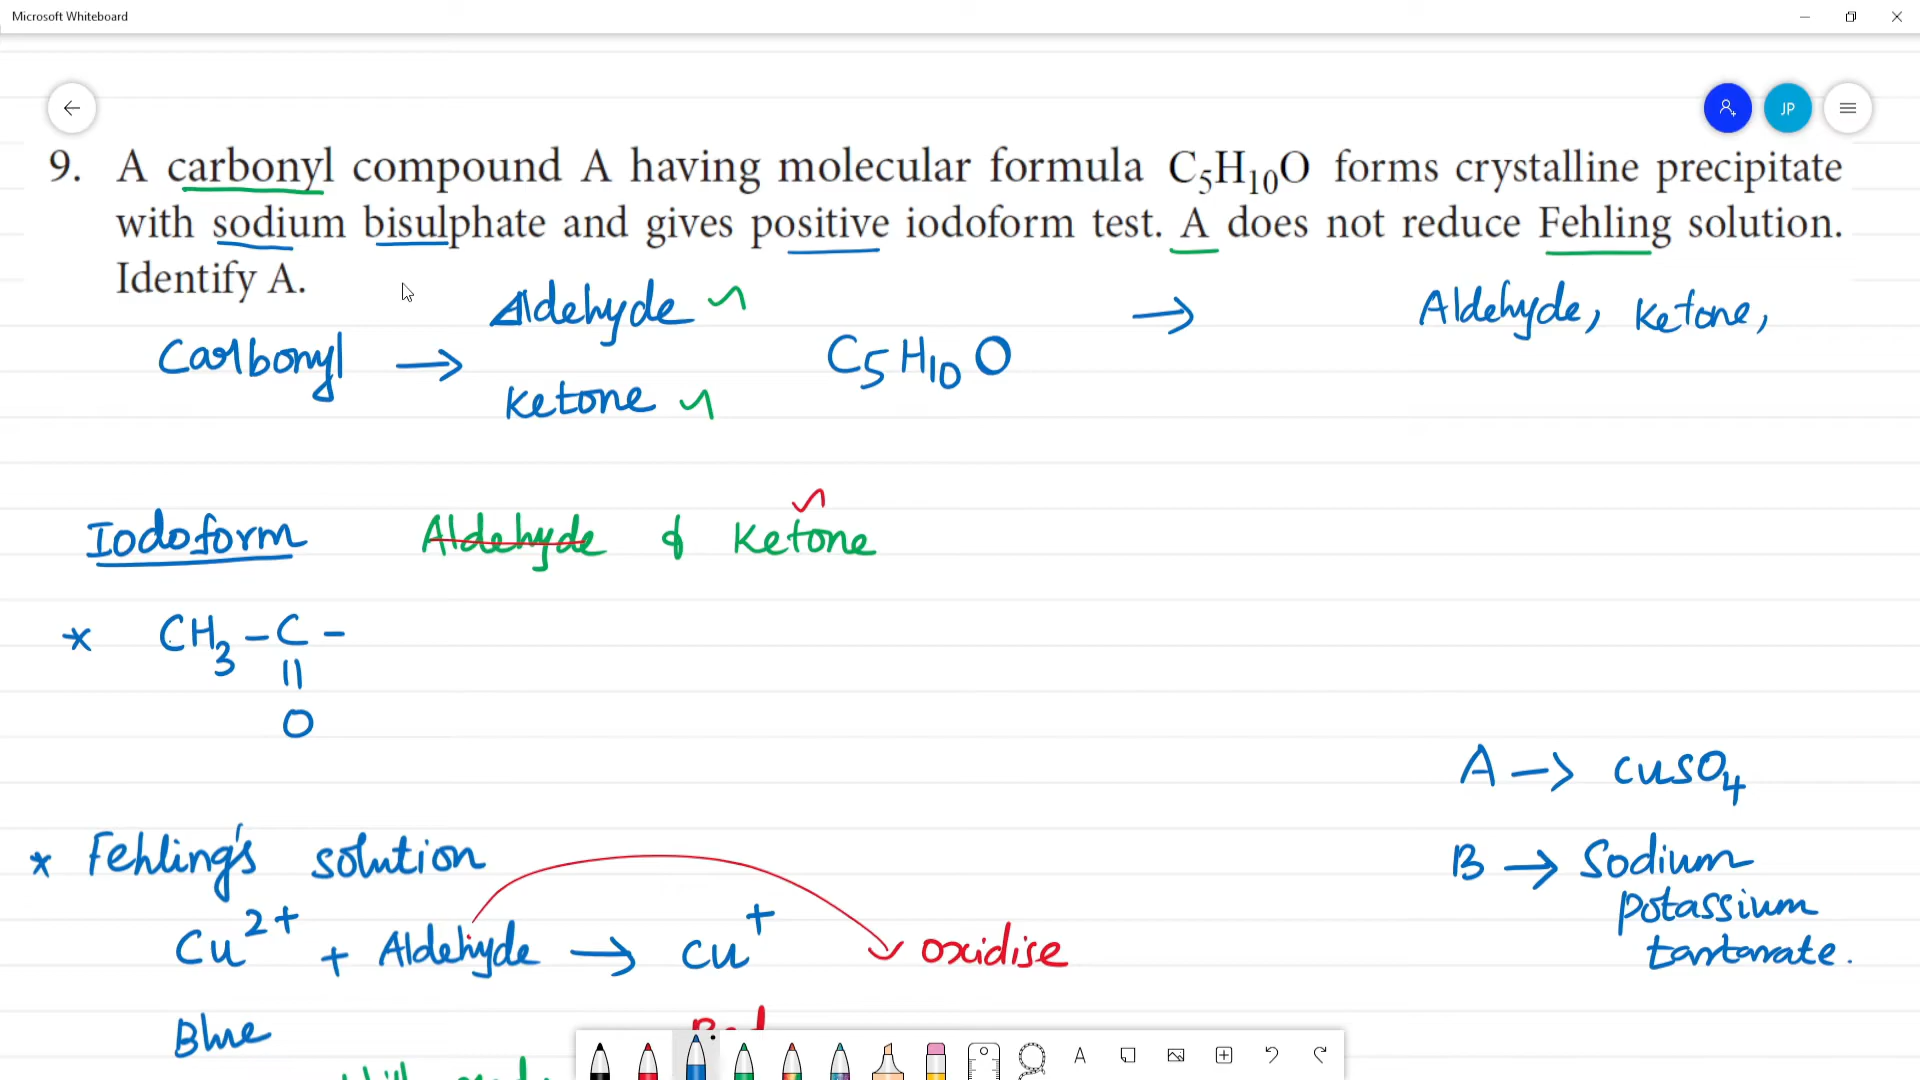 Microsoft Whiteboard
JP
9. A carbonyl compound A having molecular formula C5H10O forms crystalline precipitate
with sodium bisulphate and gives positive iodoform test. A does not reduce Fehling solution.
Identify A.
Aldehyde
Carbonyl → C5H10O → Aldehyde, Ketone,
Ketone
Iodoform Aldehyde & Ketone
* CH3 - C -
||
O
A → CuSO4
* Fehling's solution
B → Sodium
potassium
tartarate.
Cu2+ + Aldehyde → Cu+ oxidise
Blue
A